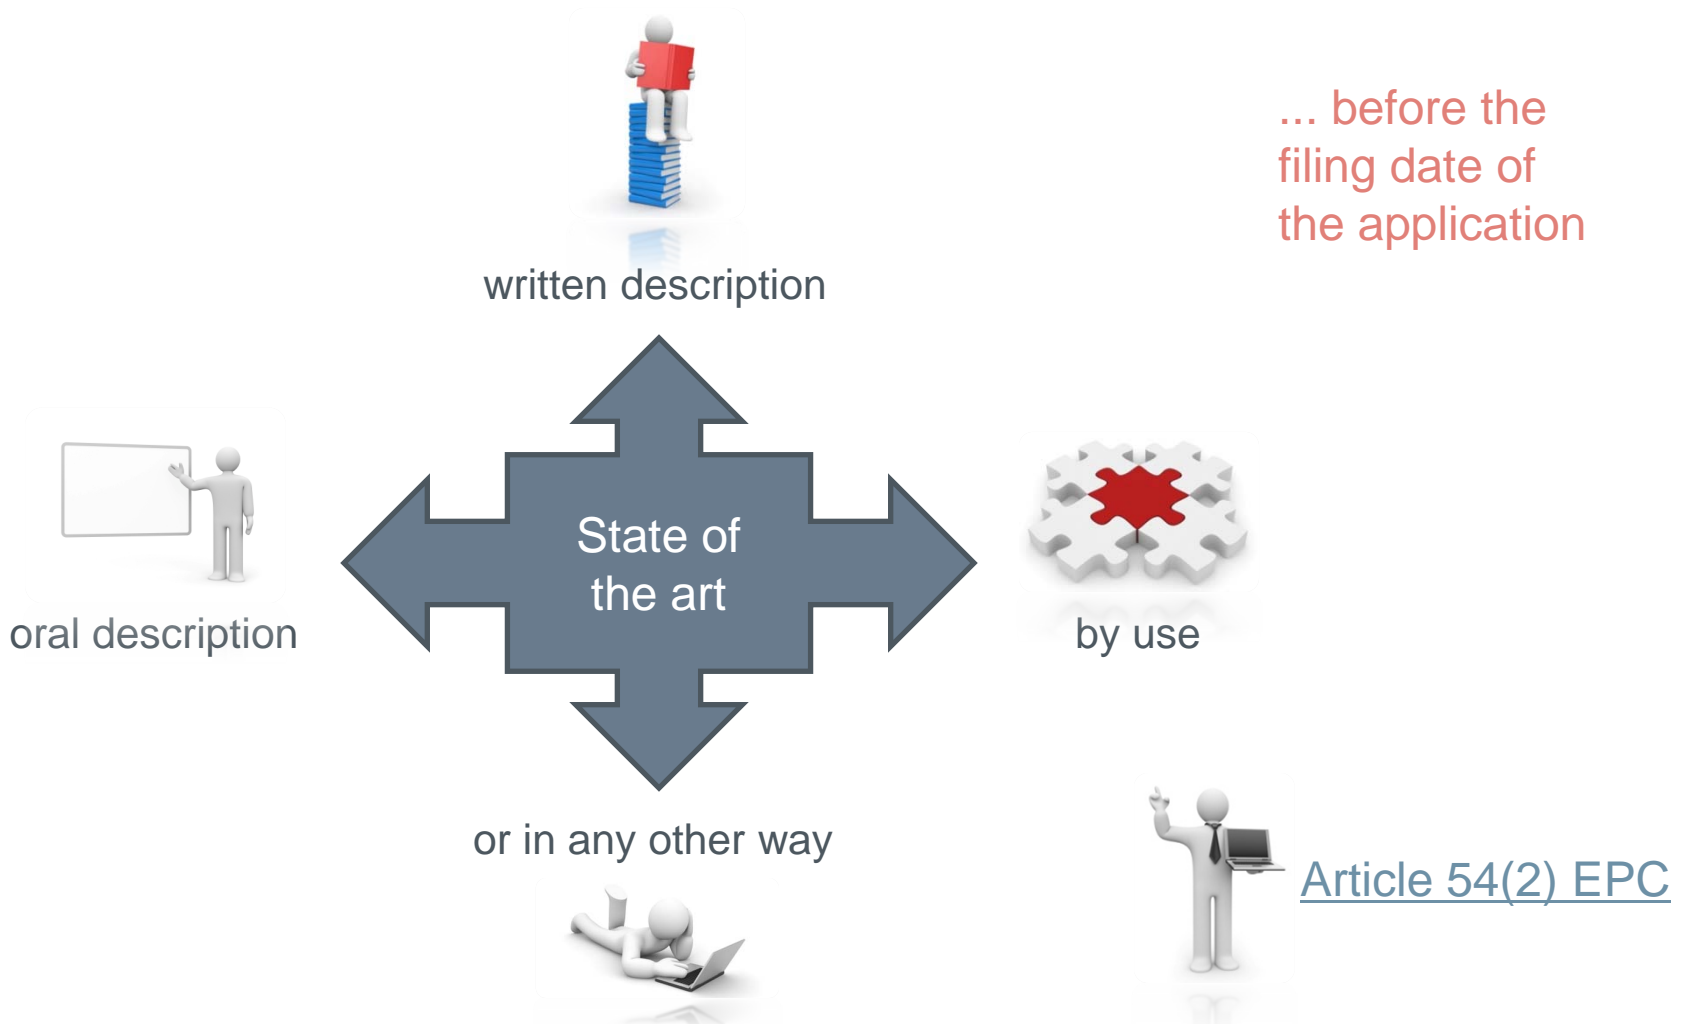 ... before the
filing date of
the application
written description
State of
the art
oral description
by use
or in any other way
Article 54(2) EPC